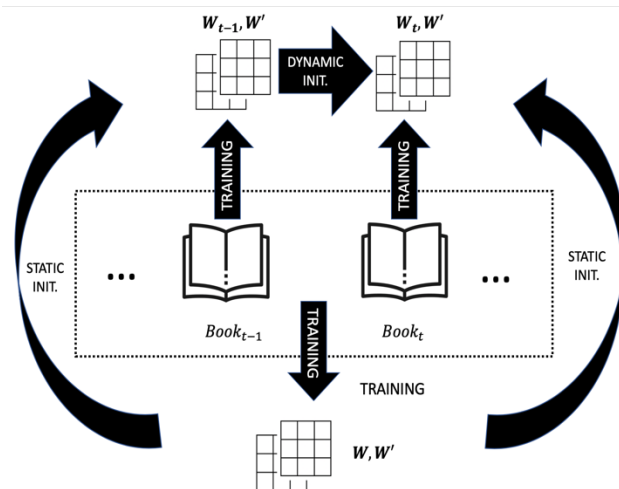 W_{t-1}, W'
W_t, W'
DYNAMIC
INIT.
TRAINING
TRAINING
STATIC
INIT.
...
...
STATIC
INIT.
Book_{t-1}
Book_t
TRAINING
TRAINING
W, W'